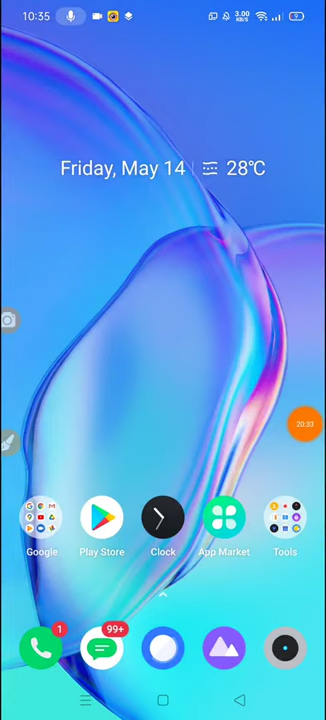 10:35
3.00
KB/S
9
Friday, May 14 28℃
20:33
Google
Play Store
Clock
App Market
Tools
1
99+